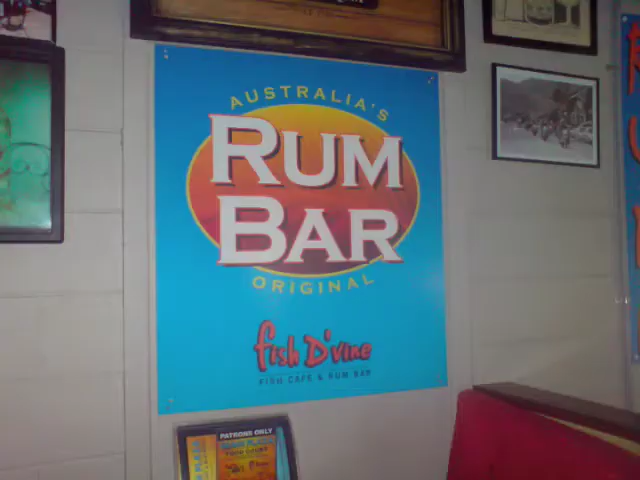 AUSTRALIA'S
RUM
BAR
ORIGINAL
fish D'vine
FISH CAFE & RUM BAR
PATRONS ONLY